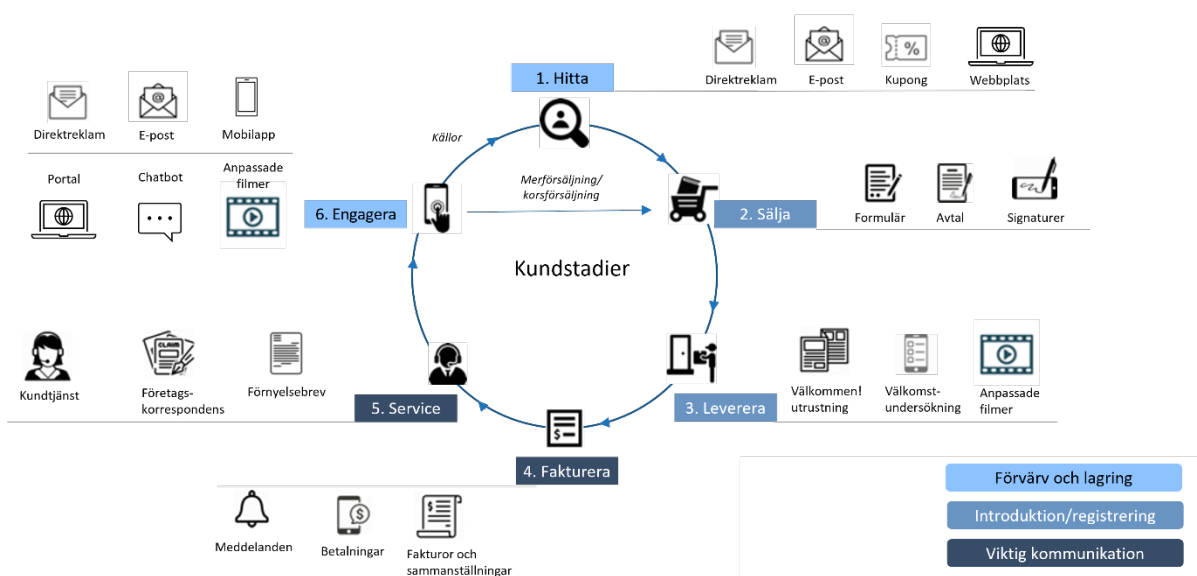 1. Hitta
Direktreklam
E-post
Kupong
Webbplats
Direktreklam
E-post
Mobilapp
Portal
Chatbot
Anpassade
filmer
6. Engagera
Källor
Merförsäljning/
korsförsäljning
2. Sälja
Formulär
Avtal
Signaturer
Kundstadier
Kundtjänst
CLAIM
Företags-
korrespondens
Förnyelsebrev
5. Service
3. Leverera
Välkommen!
utrustning
Välkomst-
undersökning
Anpassade
filmer
4. Fakturera
Meddelanden
Betalningar
Fakturor och
sammanställningar
Förvärv och lagring
Introduktion/registrering
Viktig kommunikation